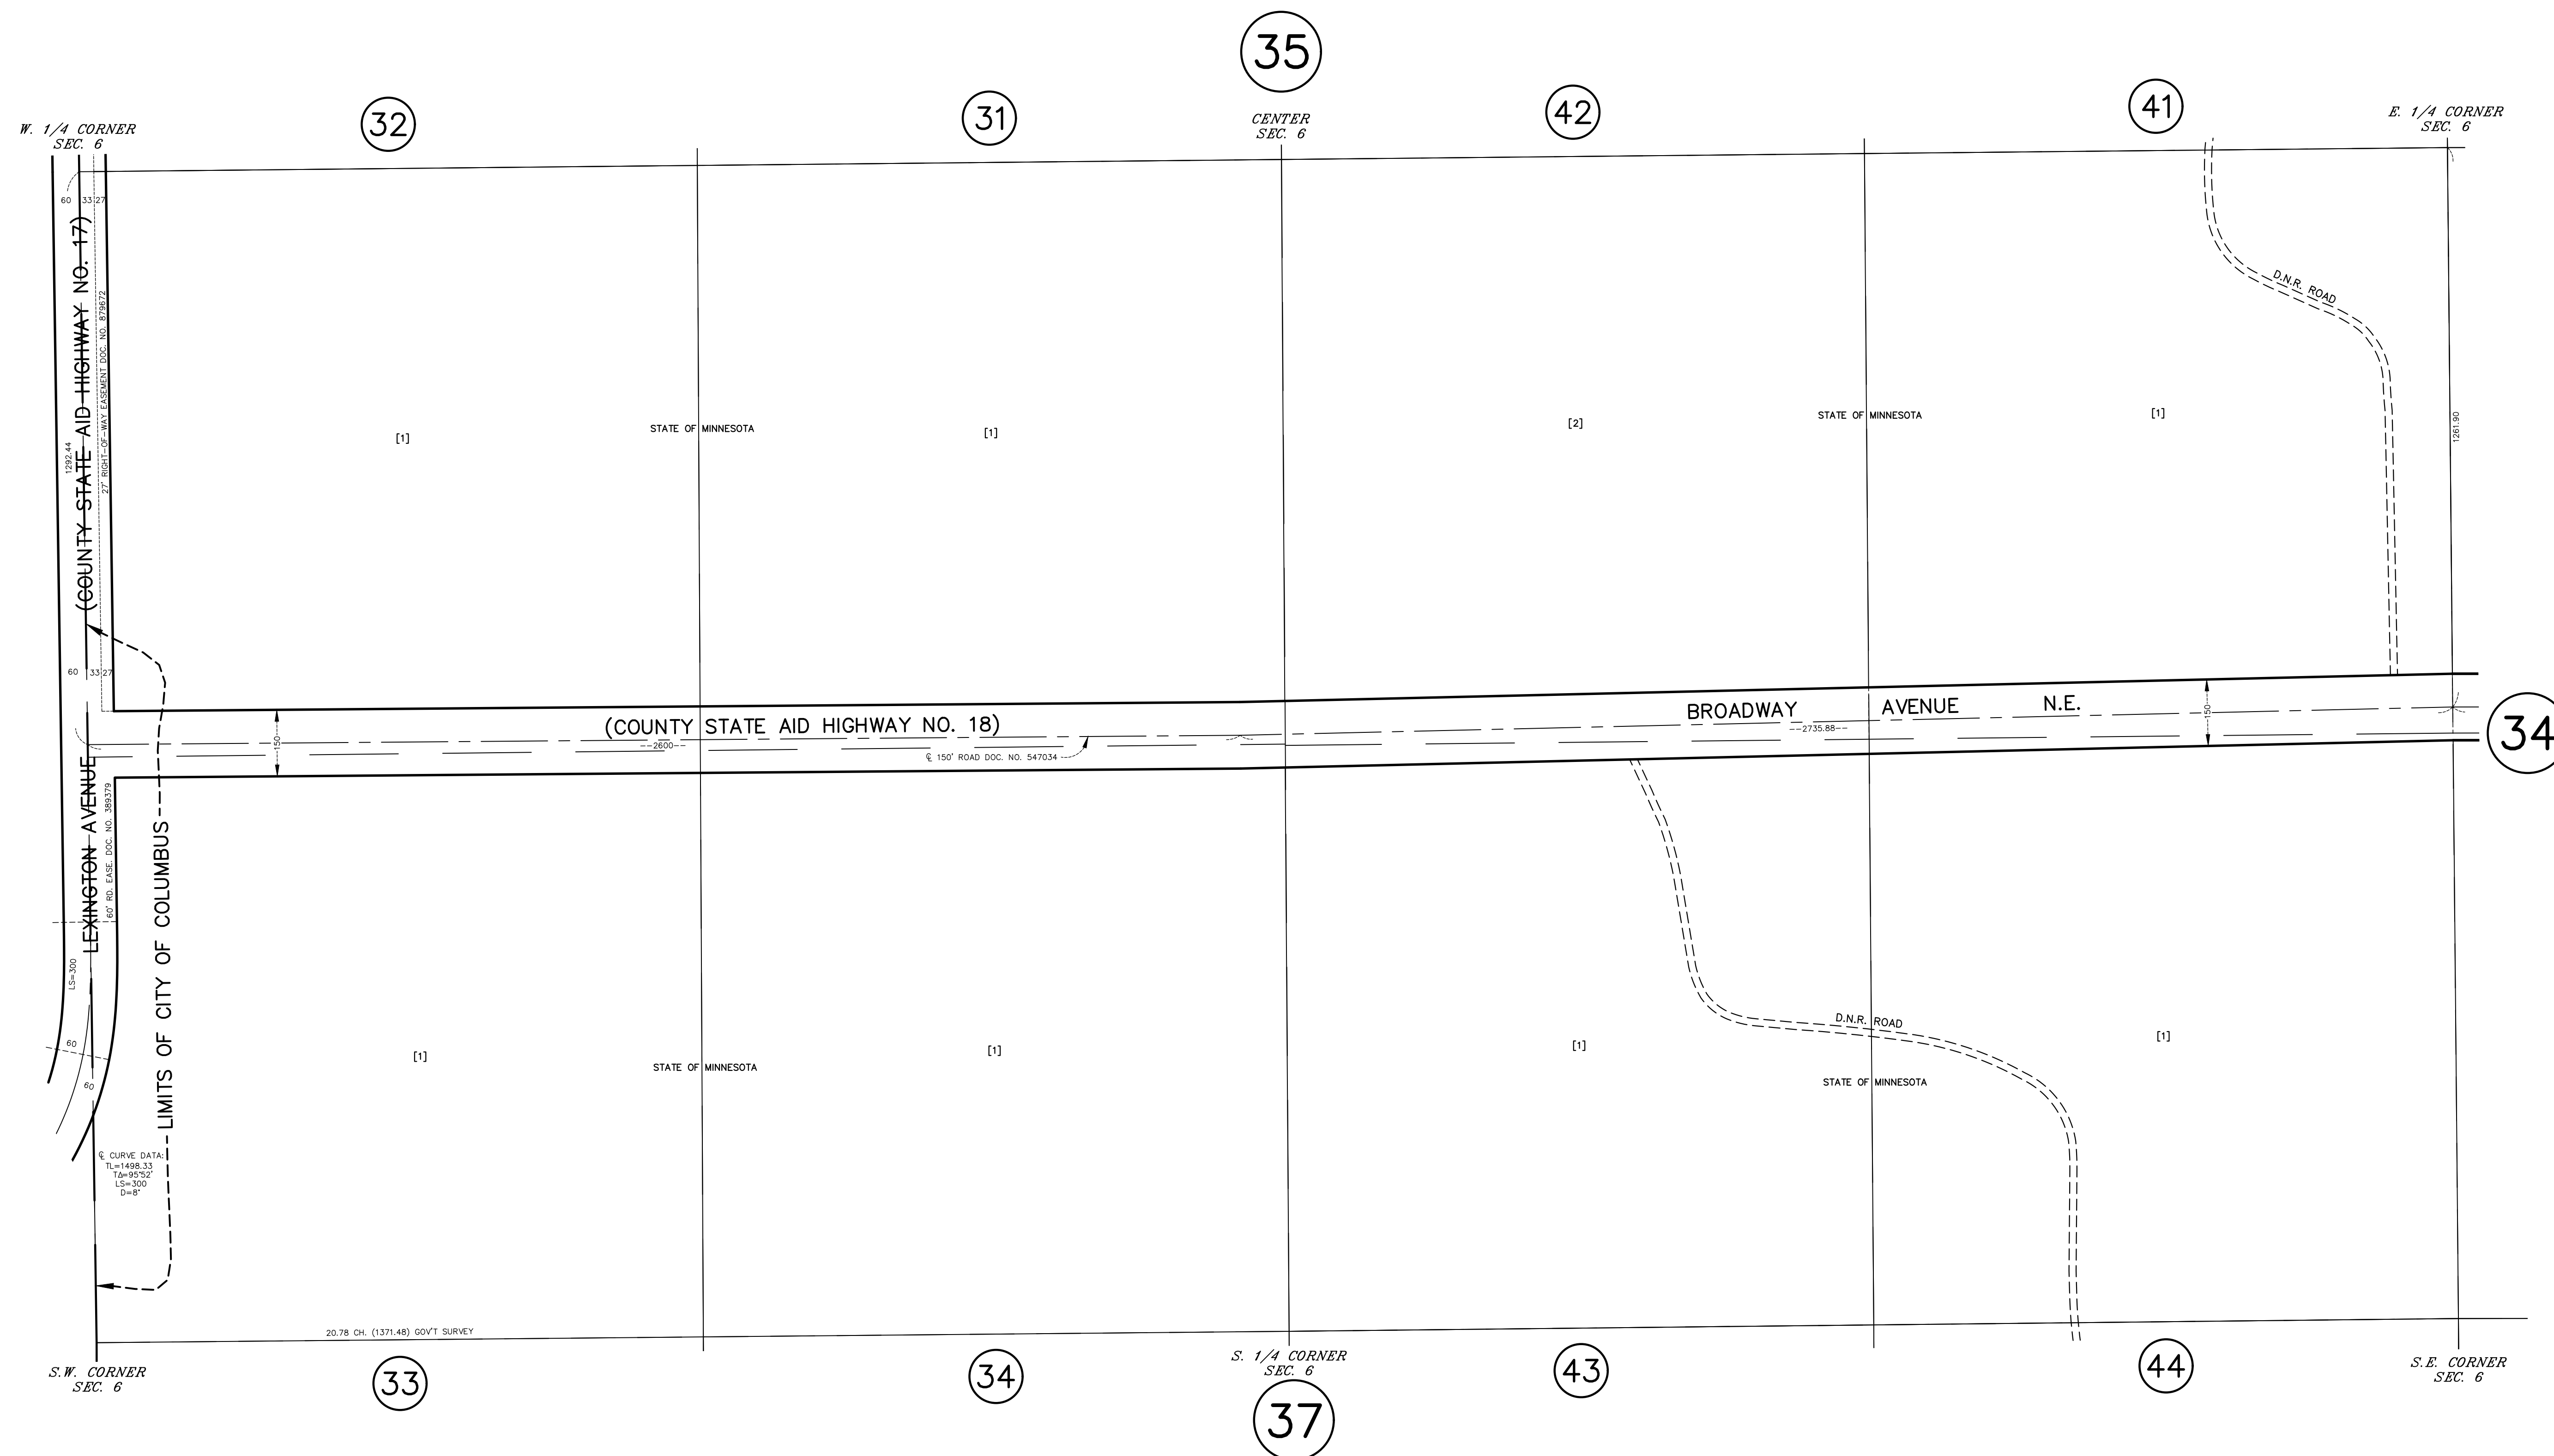 35
32
31
42
41
W. 1/4 CORNER
SEC. 6
CENTER
SEC. 6
E. 1/4 CORNER
SEC. 6
60 33 27
(COUNTY STATE AID HIGHWAY NO. 17)
27' RIGHT-OF-WAY EASEMENT DOC. NO. 879672
1292.44
D.N.R. ROAD
[1]
STATE OF MINNESOTA
[1]
[2]
STATE OF MINNESOTA
[1]
1261.90
60 33 27
(COUNTY STATE AID HIGHWAY NO. 18)
BROADWAY AVENUE N.E.
150
--2600--
--2735.88--
150
34
℄ 150' ROAD DOC. NO. 547034
LEXINGTON AVENUE
60' RD. EASE. DOC. NO. 389379
LIMITS OF CITY OF COLUMBUS
LS=300
60
60
D.N.R. ROAD
[1]
STATE OF MINNESOTA
[1]
[1]
STATE OF MINNESOTA
[1]
℄ CURVE DATA:
TL=1498.33
TΔ=95°52'
LS=300
D=8°
20.78 CH. (1371.48) GOV'T SURVEY
S.W. CORNER
SEC. 6
S. 1/4 CORNER
SEC. 6
S.E. CORNER
SEC. 6
33
34
43
44
37